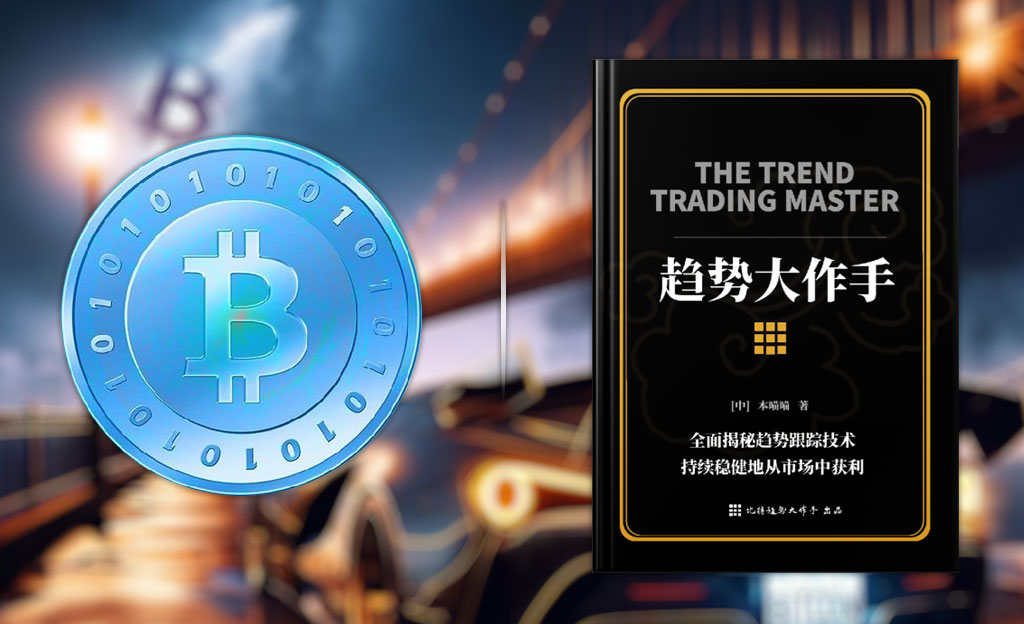 THE TREND
TRADING MASTER
趋势大作手
[中] 本喵喵 著
全面揭秘趋势跟踪技术
持续稳健地从市场中获利
比特趋势大作手 出品